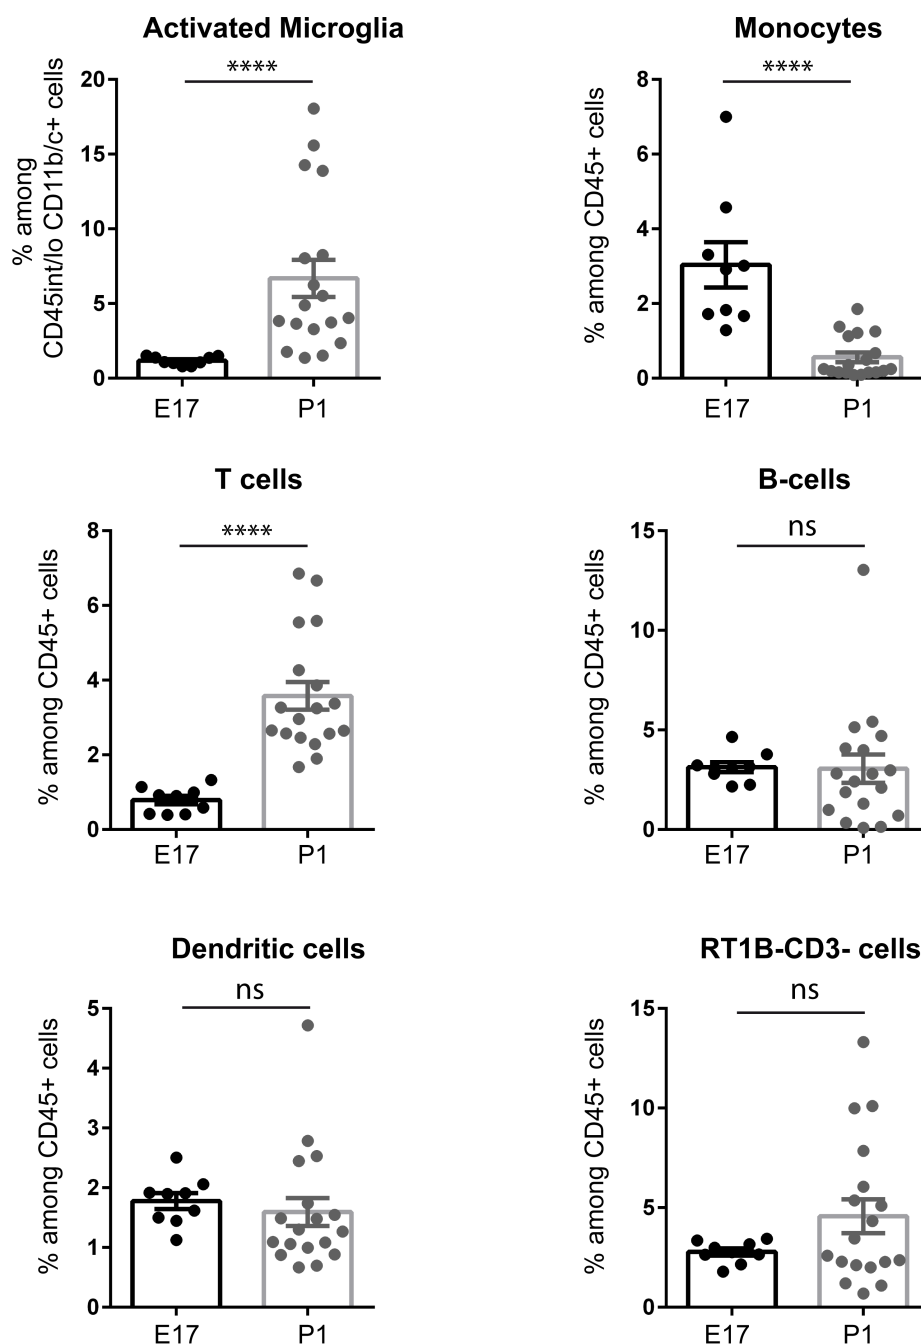 Activated Microglia
****
% among
CD45int/lo CD11b/c+ cells
20
15
10
5
0
E17
P1
Monocytes
****
% among CD45+ cells
8
6
4
2
0
E17
P1
T cells
****
% among CD45+ cells
8
6
4
2
0
E17
P1
B-cells
ns
% among CD45+ cells
15
10
5
0
E17
P1
Dendritic cells
ns
% among CD45+ cells
5
4
3
2
1
0
E17
P1
RT1B-CD3- cells
ns
% among CD45+ cells
15
10
5
0
E17
P1